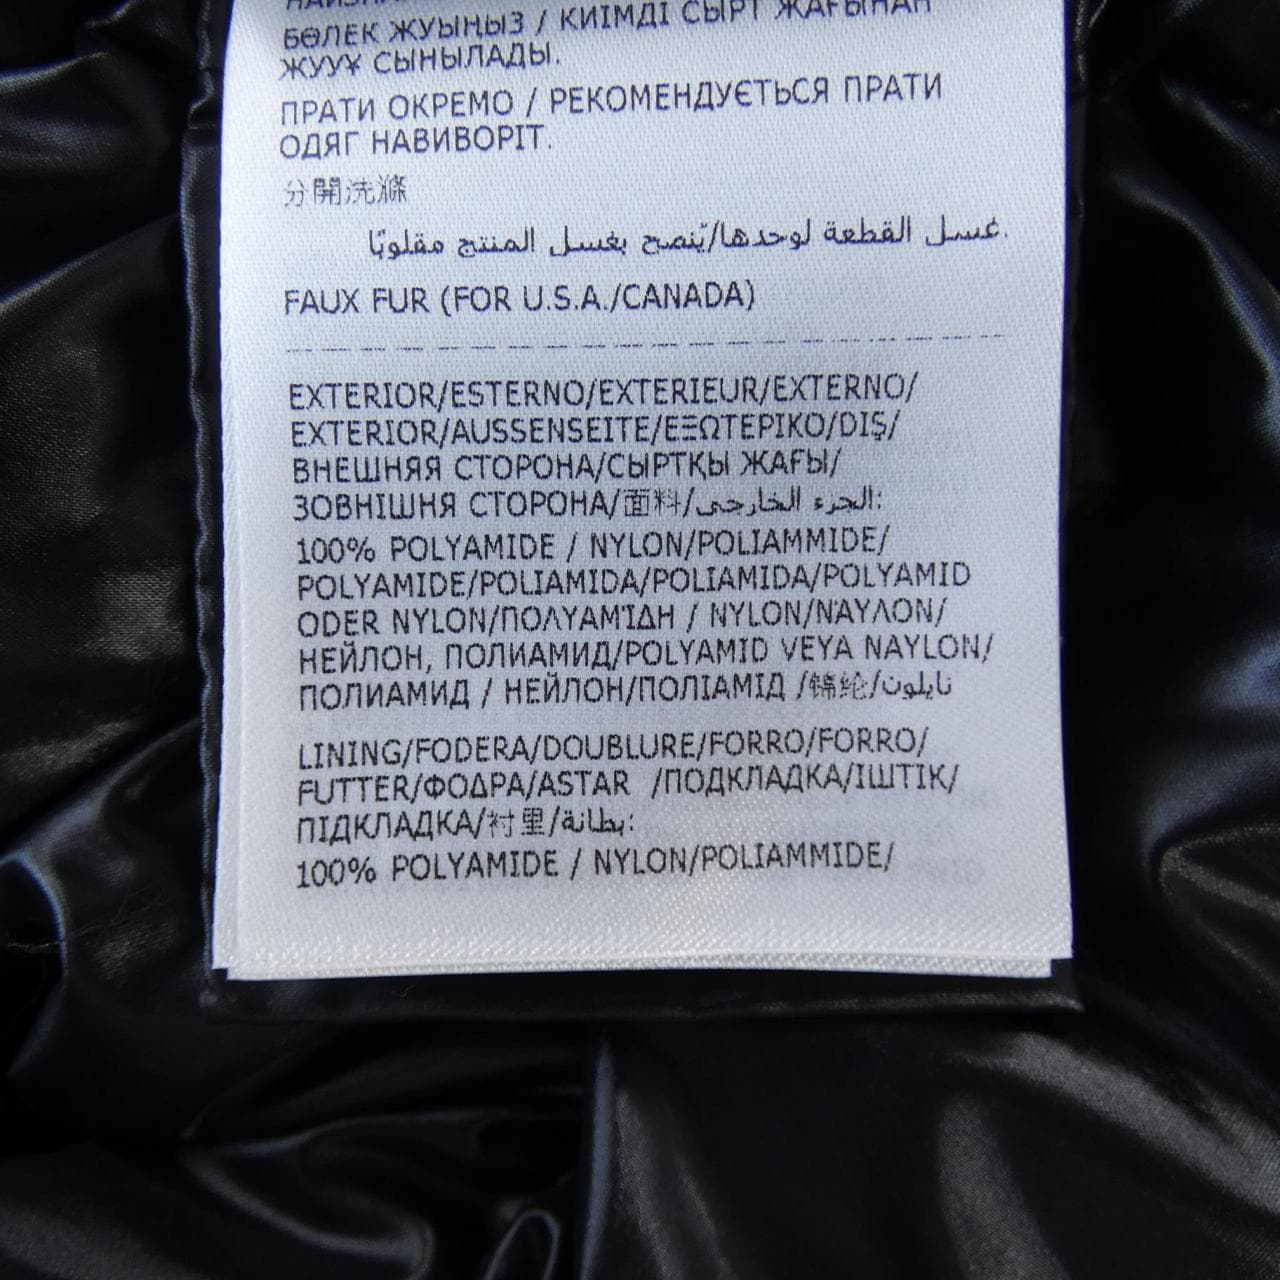 БӨЛЕК ЖУЫҢЫЗ / КИІМДІ СЫРТ ЖАҒЫНАН
ЖУУҰ СЫНЫЛАДЫ.
ПРАТИ ОКРЕМО / РЕКОМЕНДУЄТЬСЯ ПРАТИ
ОДЯГ НАВИВОРІТ.
分開洗滌
غسل القطعة لوحدها/يّنصح بغسل المنتج مقلوبًا.
FAUX FUR (FOR U.S.A./CANADA)
EXTERIOR/ESTERNO/EXTERIEUR/EXTERNO/
EXTERIOR/AUSSENSEITE/ΕΞΩΤΕΡΙΚΟ/DIŞ/
ВНЕШНЯЯ СТОРОНА/СЫРТҚЫ ЖАҒЫ/
ЗОВНІШНЯ СТОРОНА/面料/الجزء الخارجي:
100% POLYAMIDE / NYLON/POLIAMMIDE/
POLYAMIDE/POLIAMIDA/POLIAMIDA/POLYAMID
ODER NYLON/ΠΟΛΥΑΜΊΔΗ / NYLON/ΝΆΥΛΟΝ/
НЕЙЛОН, ПОЛИАМИД/POLYAMID VEYA NAYLON/
ПОЛИАМИД / НЕЙЛОН/ПОЛІАМІД /锦纶/نايلون
LINING/FODERA/DOUBLURE/FORRO/FORRO/
FUTTER/ΦΟΔΡΑ/ASTAR /ПОДКЛАДКА/ІШТІК/
ПІДКЛАДКА/衬里/بطانة:
100% POLYAMIDE / NYLON/POLIAMMIDE/